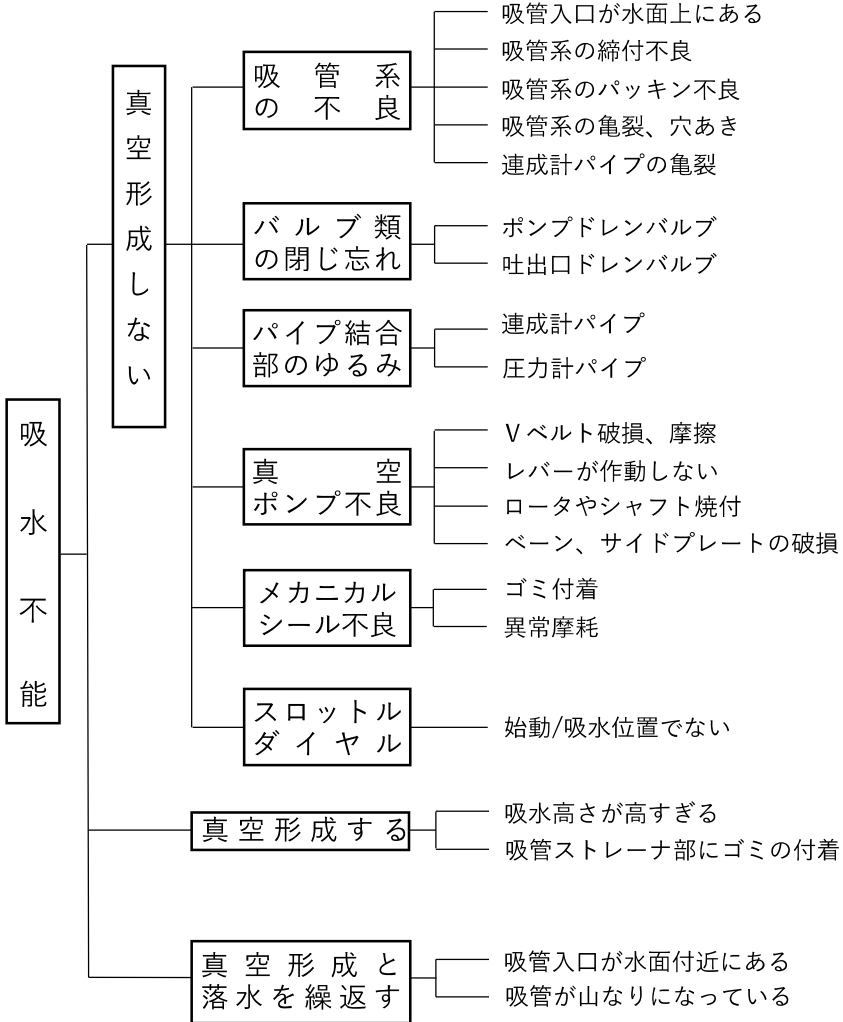 吸水不能
真空形成しない
吸管系
の不良
吸管入口が水面上にある
吸管系の締付不良
吸管系のパッキン不良
吸管系の亀裂、穴あき
連成計パイプの亀裂
バルブ類
の閉じ忘れ
ポンプドレンバルブ
吐出口ドレンバルブ
パイプ結合
部のゆるみ
連成計パイプ
圧力計パイプ
真空
ポンプ不良
Vベルト破損、摩擦
レバーが作動しない
ロータやシャフト焼付
ベーン、サイドプレートの破損
メカニカル
シール不良
ゴミ付着
異常摩耗
スロットル
ダイヤル
始動/吸水位置でない
真空形成する
吸水高さが高すぎる
吸管ストレーナ部にゴミの付着
真空形成と
落水を繰返す
吸管入口が水面付近にある
吸管が山なりになっている